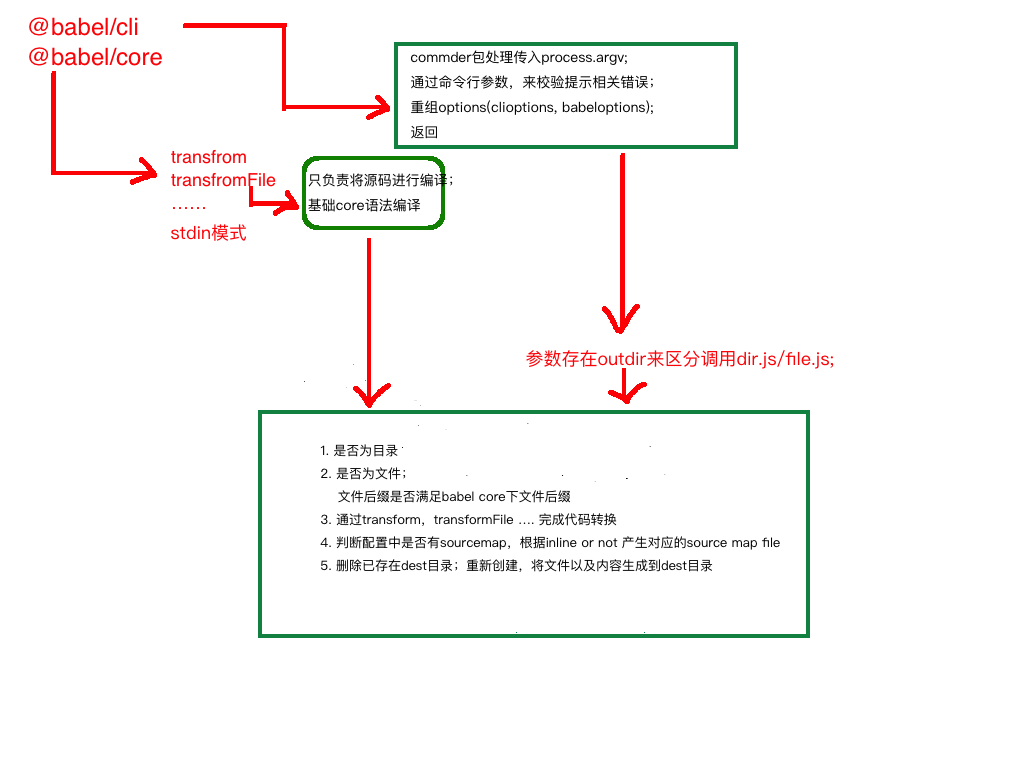 @babel/cli
@babel/core
commder包处理传入process.argv;
通过命令行参数，来校验提示相关错误；
重组options(clioptions, babeloptions);
返回
transfrom
transfromFile
……
stdin模式
只负责将源码进行编译；
基础core语法编译
参数存在outdir来区分调用dir.js/file.js;
1. 是否为目录
2. 是否为文件；
文件后缀是否满足babel core下文件后缀
3. 通过transform，transformFile …. 完成代码转换
4. 判断配置中是否有sourcemap，根据inline or not 产生对应的source map file
5. 删除已存在dest目录；重新创建，将文件以及内容生成到dest目录